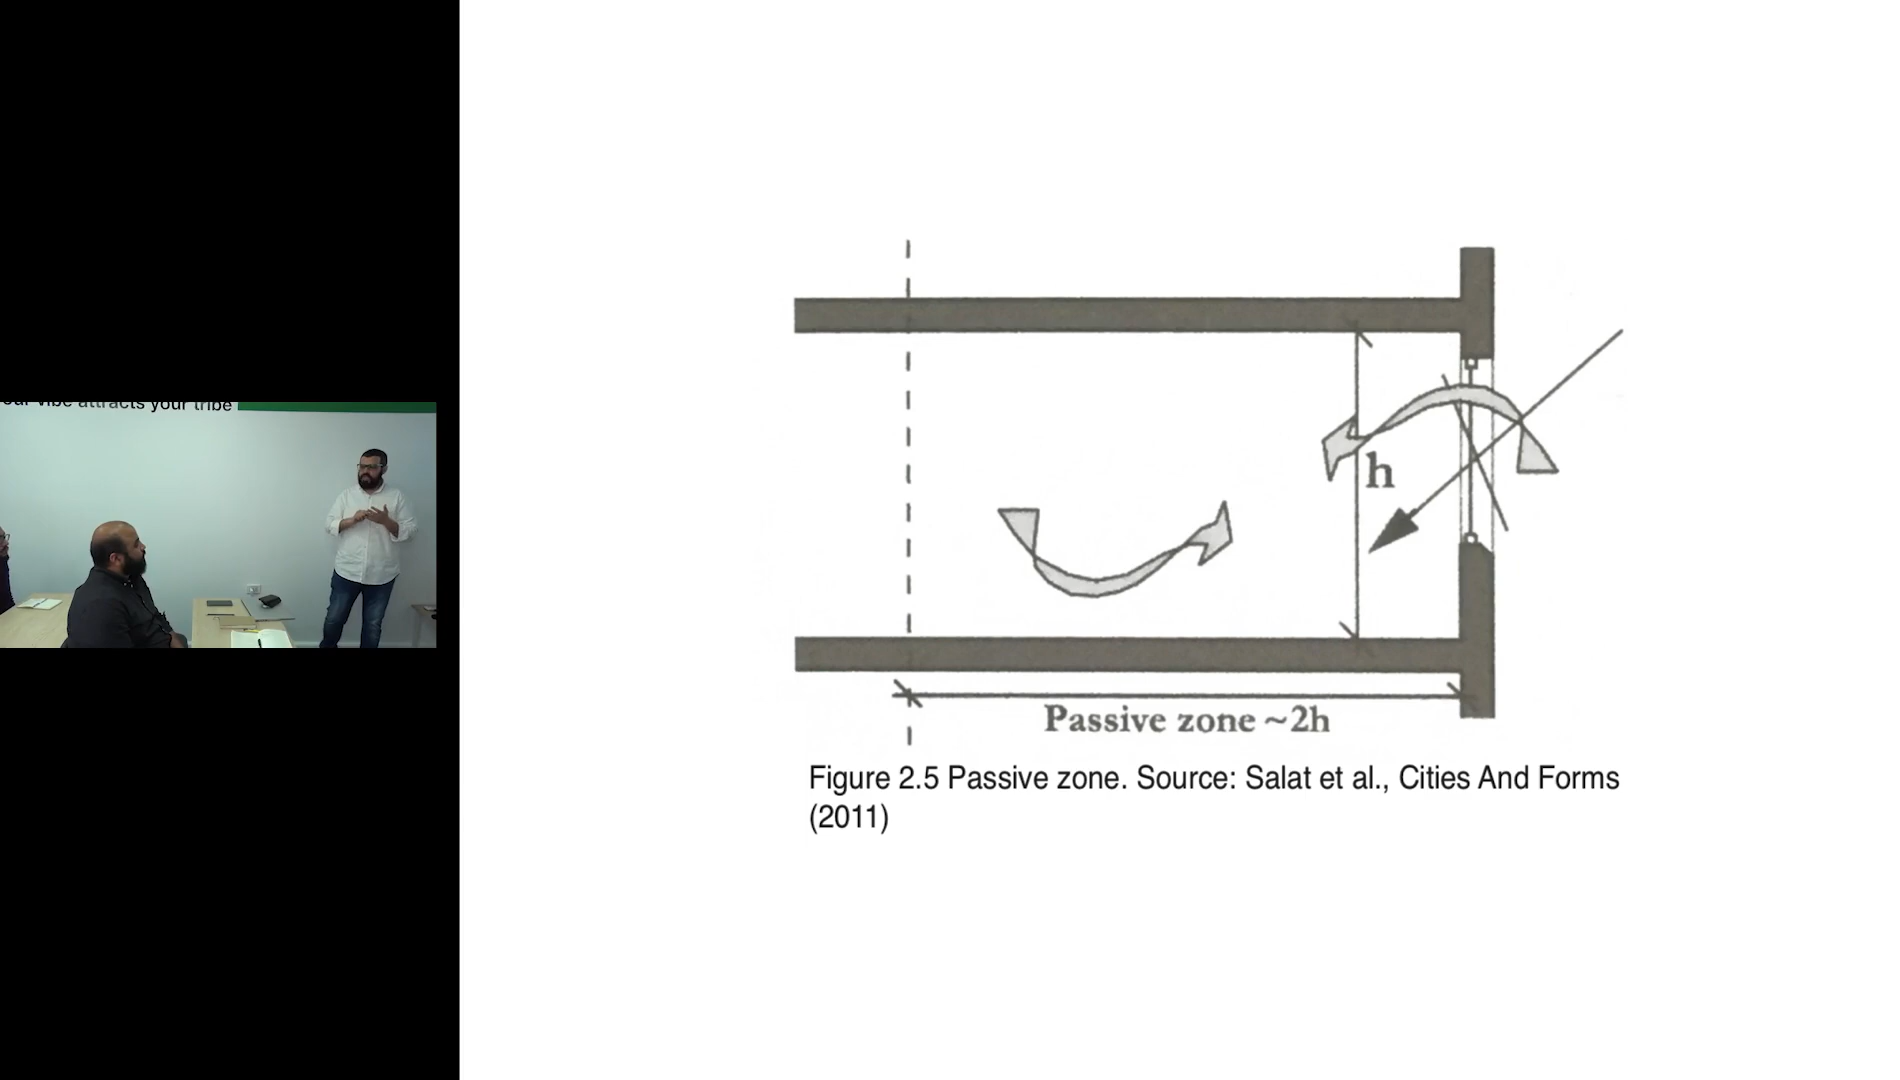 vibe attracts your tribe
h
Passive zone ~2h
Figure 2.5 Passive zone. Source: Salat et al., Cities And Forms
(2011)